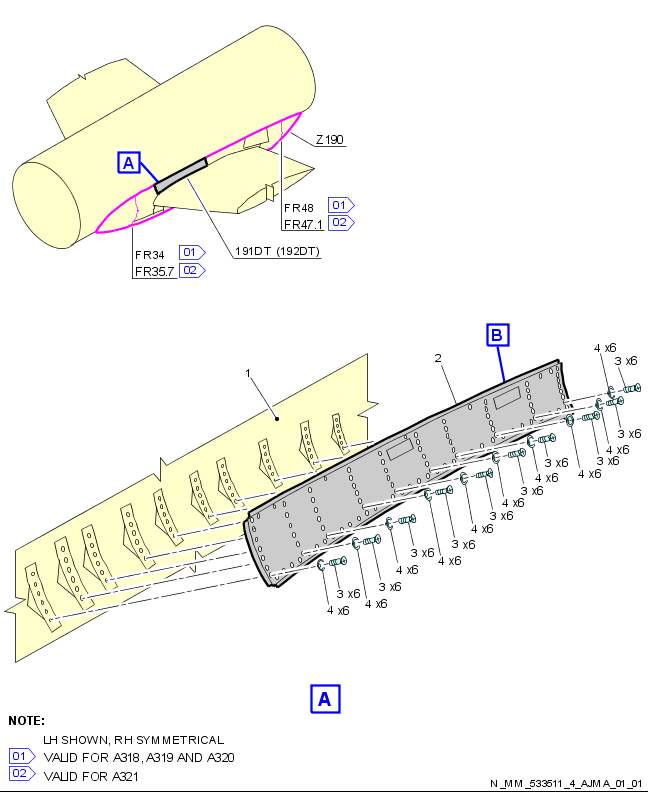 Z190
A
FR48 01
FR47.1 02
191DT (192DT)
FR34 01
FR35.7 02
B
4 x6
3 x6
2
1
3 x6
4 x6
3 x6
4 x6
3 x6
4 x6
3 x6
4 x6
3 x6
4 x6
3 x6
4 x6
3 x6
4 x6
3 x6
4 x6
3 x6
4 x6
A
NOTE:
LH SHOWN, RH SYMMETRICAL
01 VALID FOR A318, A319 AND A320
02 VALID FOR A321
N_MM_533511_4_AJMA_01_01